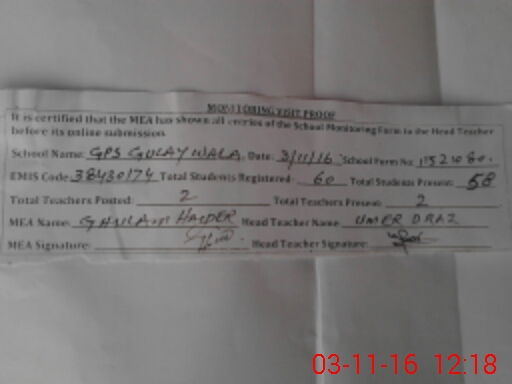 MONITORING VISIT PROOF
It is certified that the MEA has shown all entries of the School Monitoring Form to the Head Teacher
before its online submission.
School Name: GPS GULAY WALA, Date: 3/11/16 School Form No: 1521080.
EMIS Code: 38430174 Total Students Registered: 60 Total Students Present: 58
Total Teachers Posted: 2 Total Teachers Present: 2
MEA Name: GHULAM HAIDER Head Teacher Name: UMER DRAZ
MEA Signature: Head Teacher Signature:
03-11-16 12:18